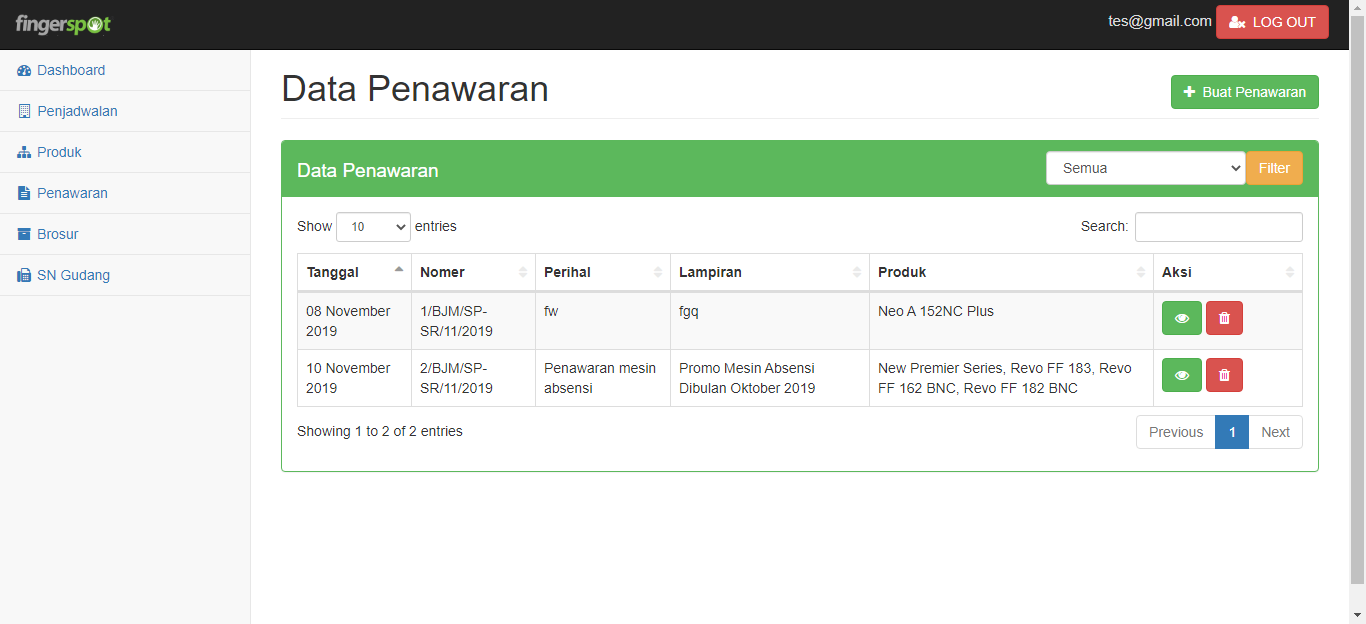 fingerspot
tes@gmail.com LOG OUT
Dashboard
Penjadwalan
Produk
Penawaran
Brosur
SN Gudang
Data Penawaran
Buat Penawaran
Data Penawaran
Semua Filter
Show 10 entries Search:
Tanggal Nomer Perihal Lampiran Produk Aksi
08 November 1/BJM/SP- fw fgq Neo A 152NC Plus
2019 SR/11/2019
10 November 2/BJM/SP- Penawaran mesin Promo Mesin Absensi New Premier Series, Revo FF 183, Revo
2019 SR/11/2019 absensi Dibulan Oktober 2019 FF 162 BNC, Revo FF 182 BNC
Showing 1 to 2 of 2 entries Previous 1 Next